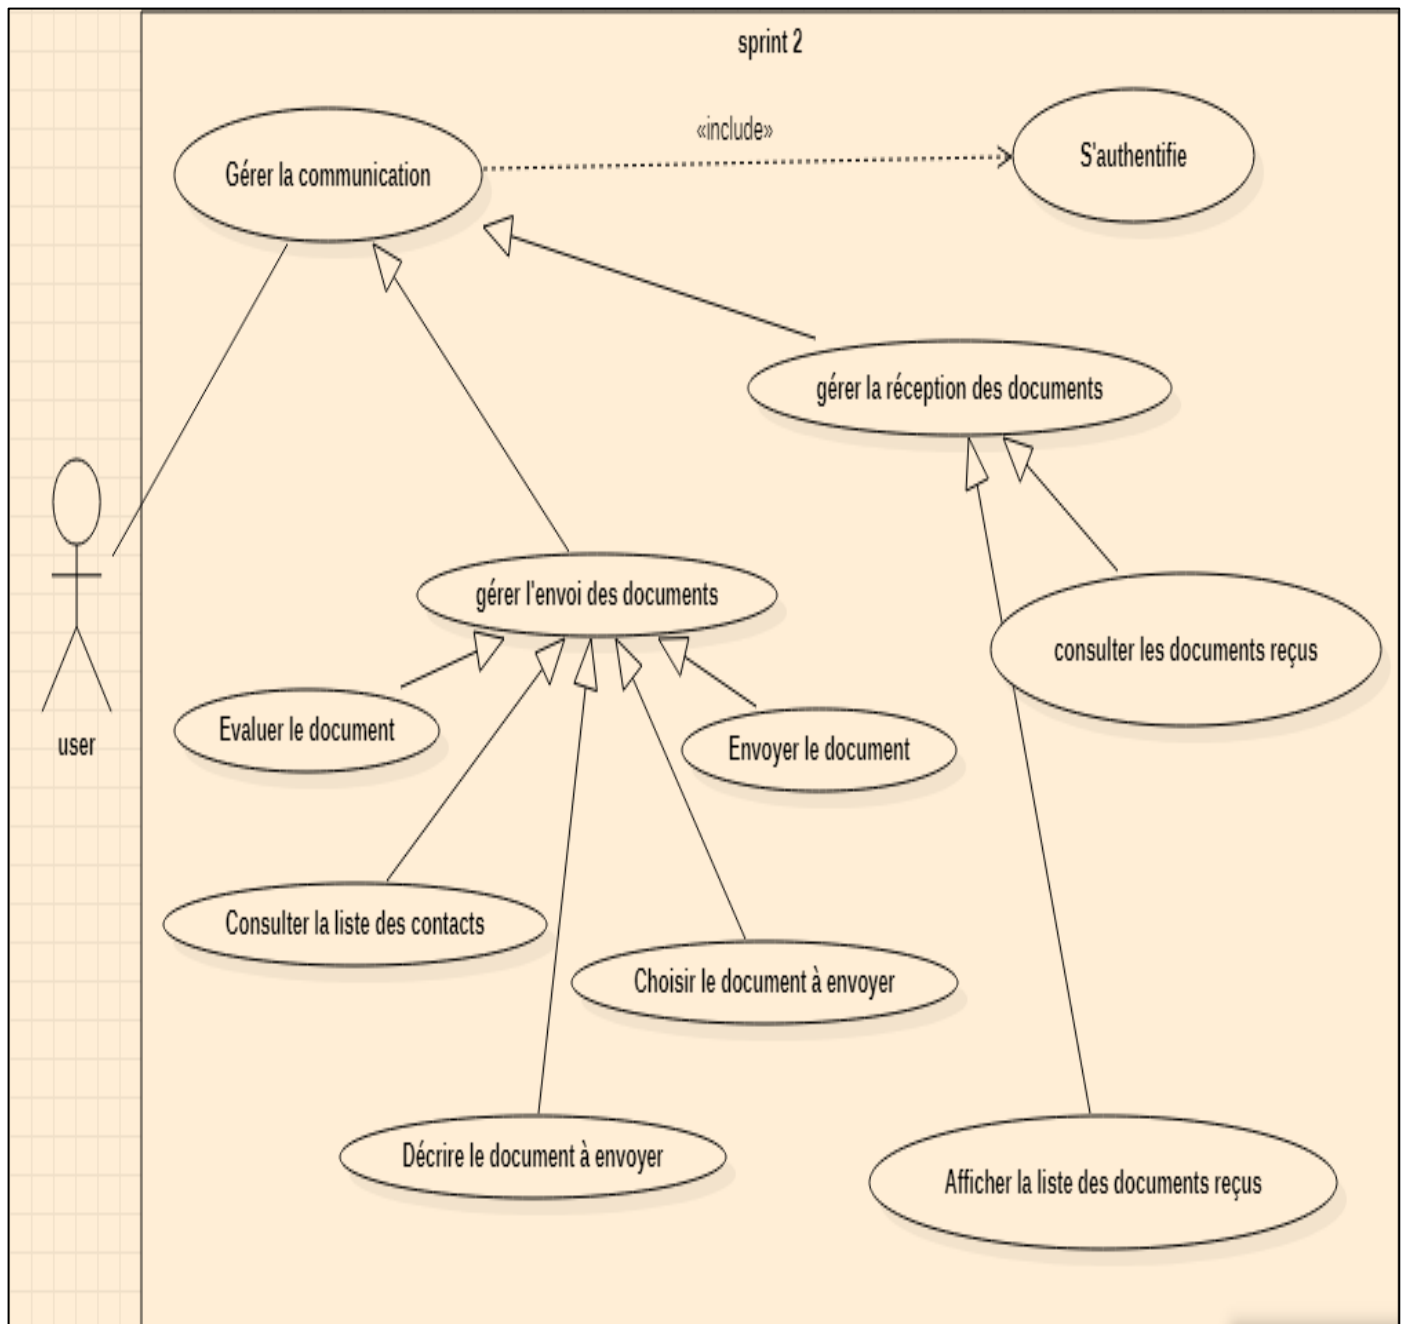 sprint 2
«include»
S'authentifie
Gérer la communication
gérer la réception des documents
gérer l'envoi des documents
consulter les documents reçus
Evaluer le document
user
Envoyer le document
Consulter la liste des contacts
Choisir le document à envoyer
Décrire le document à envoyer
Afficher la liste des documents reçus